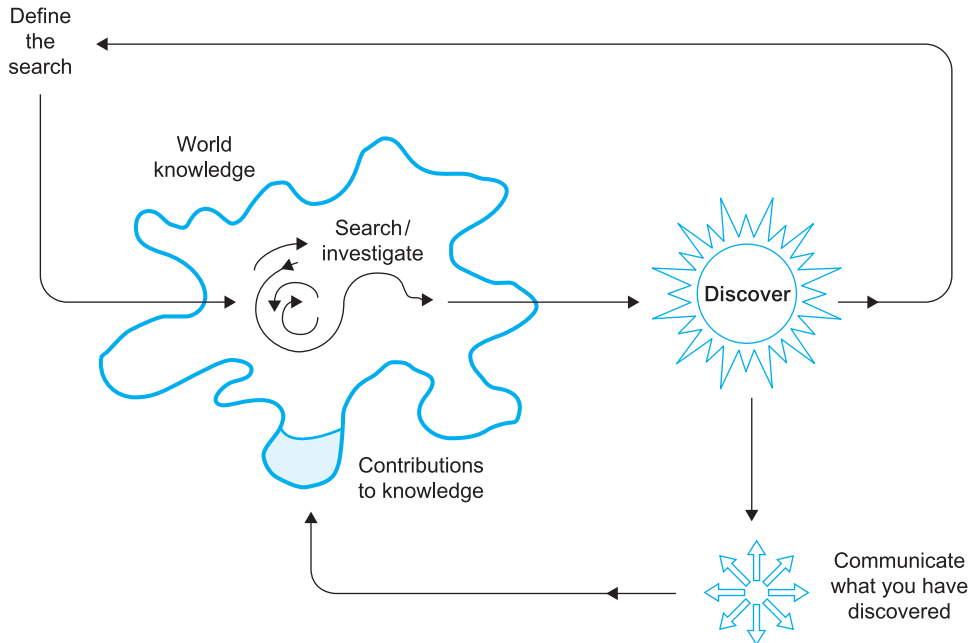 Define
the
search
World
knowledge
Search/
investigate
Discover
Contributions
to knowledge
Communicate
what you have
discovered